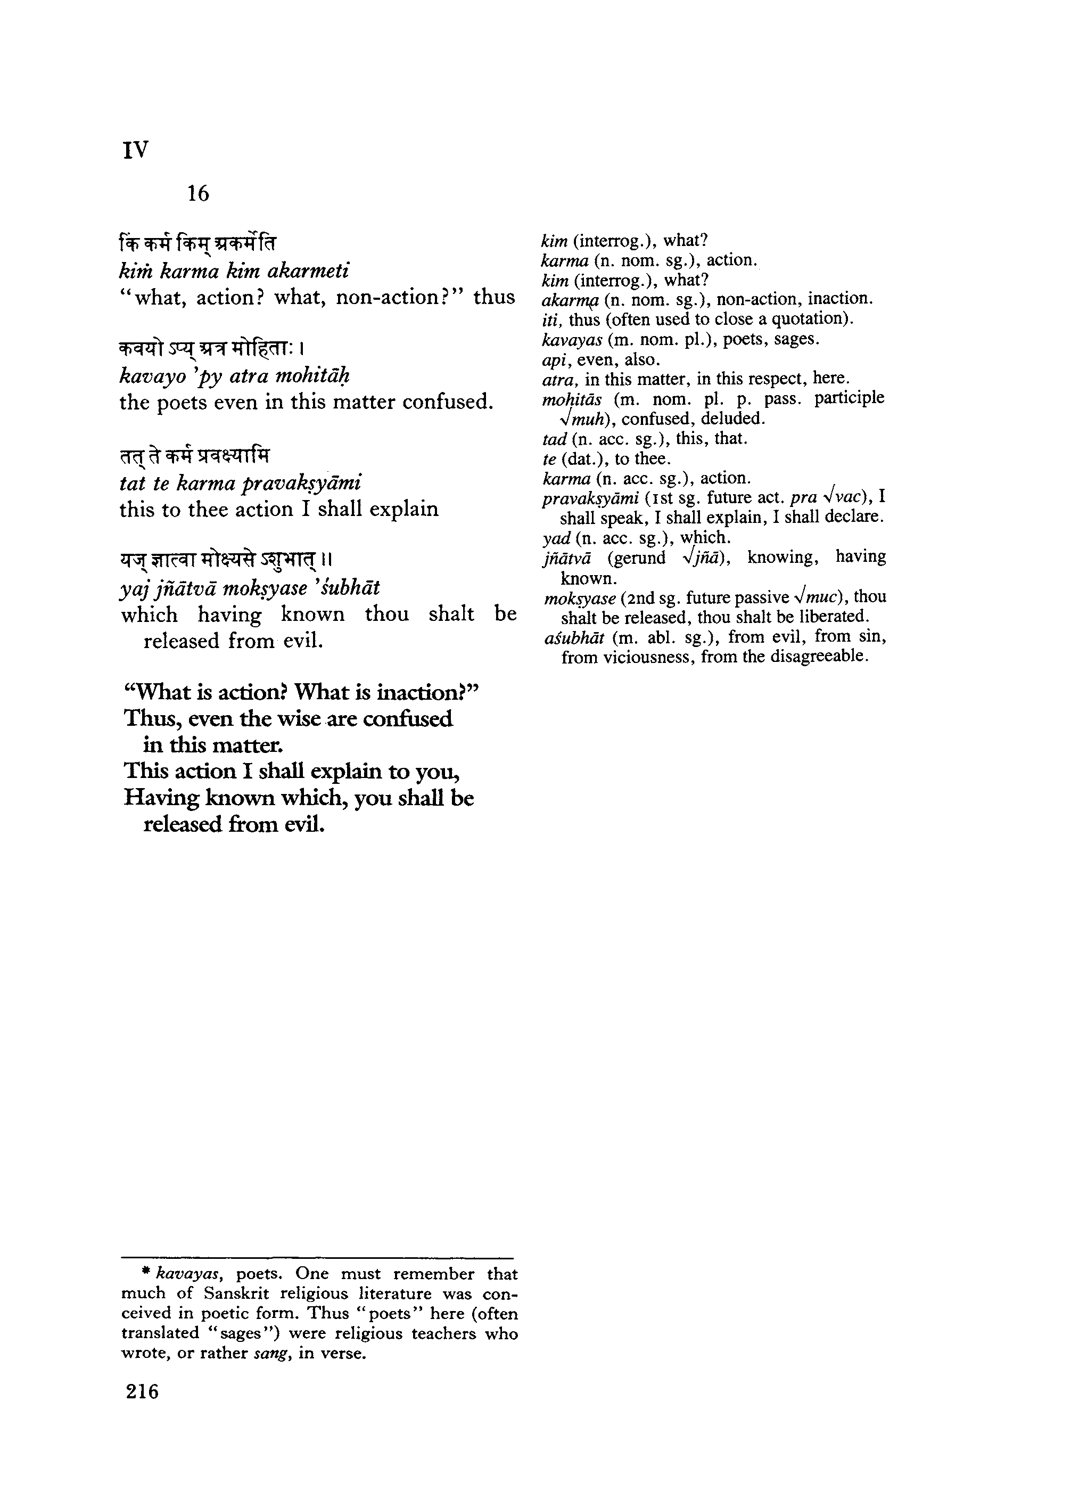 IV
16
किं कर्म किम् अकर्मेति
kiṁ karma kim akarmeti
“what, action? what, non-action?” thus
कवयो ऽप्य् अत्र मोहिताः ।
kavayo ’py atra mohitāḥ
the poets even in this matter confused.
तत् ते कर्म प्रवक्ष्यामि
tat te karma pravakṣyāmi
this to thee action I shall explain
यज् ज्ञात्वा मोक्ष्यसे ऽशुभात् ॥
yaj jñātvā mokṣyase ’śubhāt
which having known thou shalt be
released from evil.
“What is action? What is inaction?”
Thus, even the wise are confused
in this matter.
This action I shall explain to you,
Having known which, you shall be
released from evil.
kim (interrog.), what?
karma (n. nom. sg.), action.
kim (interrog.), what?
akarma (n. nom. sg.), non-action, inaction.
iti, thus (often used to close a quotation).
kavayas (m. nom. pl.), poets, sages.
api, even, also.
atra, in this matter, in this respect, here.
mohitās (m. nom. pl. p. pass. participle
√muh), confused, deluded.
tad (n. acc. sg.), this, that.
te (dat.), to thee.
karma (n. acc. sg.), action.
pravakṣyāmi (1st sg. future act. pra √vac), I
shall speak, I shall explain, I shall declare.
yad (n. acc. sg.), which.
jñātvā (gerund √jñā), knowing, having
known.
mokṣyase (2nd sg. future passive √muc), thou
shalt be released, thou shalt be liberated.
aśubhāt (m. abl. sg.), from evil, from sin,
from viciousness, from the disagreeable.
* kavayas, poets. One must remember that
much of Sanskrit religious literature was con-
ceived in poetic form. Thus “poets” here (often
translated “sages”) were religious teachers who
wrote, or rather sang, in verse.
216